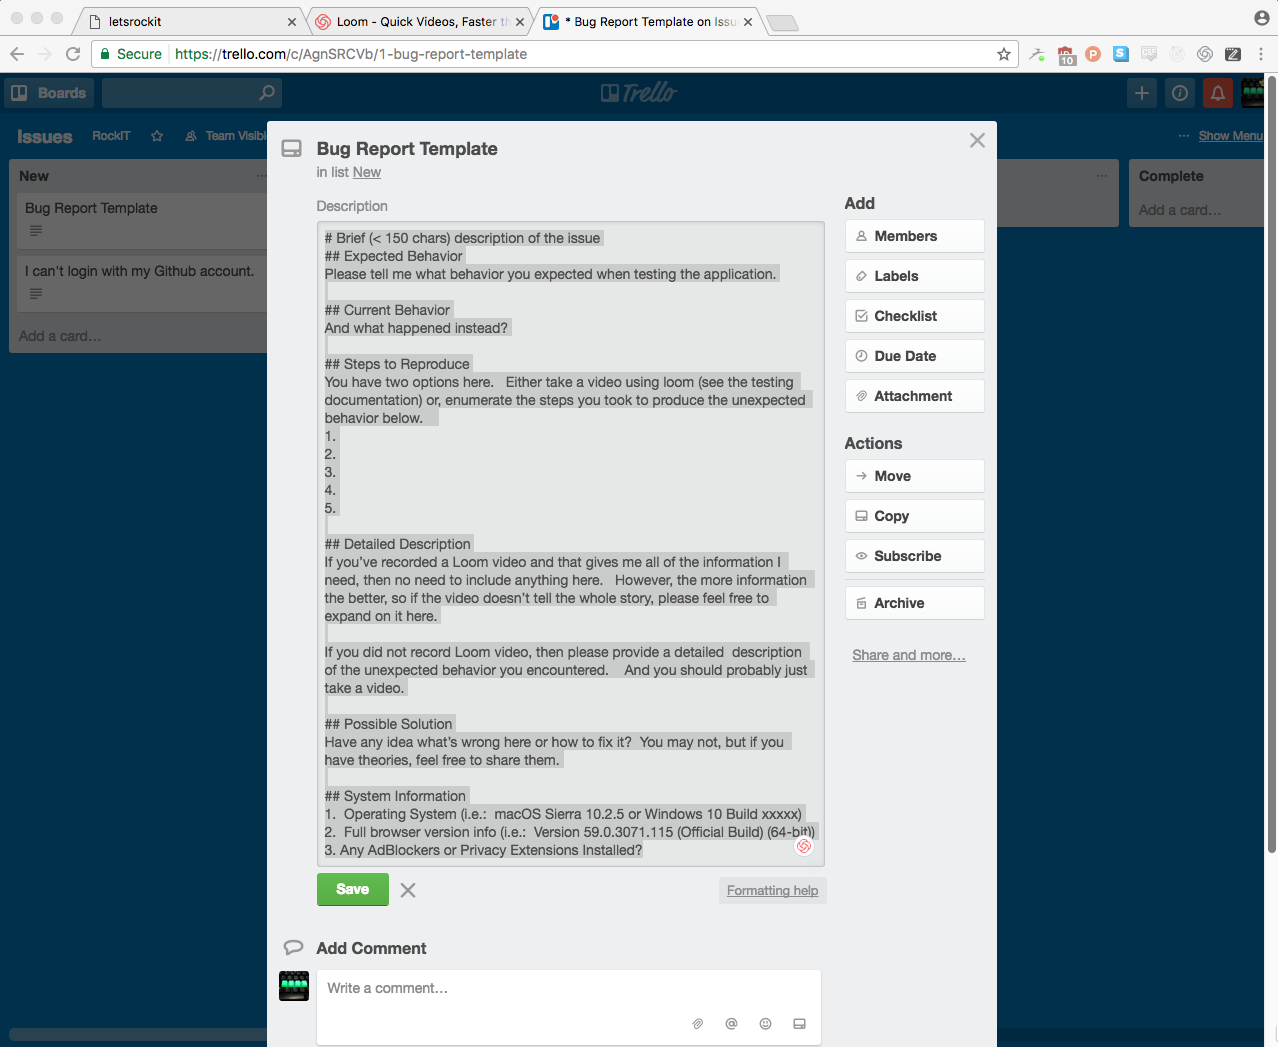 letsrockit
Loom - Quick Videos, Faster th
* Bug Report Template on Issu
Secure
https://trello.com/c/AgnSRCVb/1-bug-report-template
10
Boards
Trello
Issues
RockIT
Team Visibl
Show Menu
New
Bug Report Template
I can't login with my Github account.
Add a card…
Complete
Add a card…
Bug Report Template
in list New
Description
# Brief (< 150 chars) description of the issue
## Expected Behavior
Please tell me what behavior you expected when testing the application.
## Current Behavior
And what happened instead?
## Steps to Reproduce
You have two options here.   Either take a video using loom (see the testing
documentation) or, enumerate the steps you took to produce the unexpected
behavior below.
1.
2.
3.
4.
5.
## Detailed Description
If you've recorded a Loom video and that gives me all of the information I
need, then no need to include anything here.   However, the more information
the better, so if the video doesn't tell the whole story, please feel free to
expand on it here.
If you did not record Loom video, then please provide a detailed  description
of the unexpected behavior you encountered.    And you should probably just
take a video.
## Possible Solution
Have any idea what's wrong here or how to fix it?  You may not, but if you
have theories, feel free to share them.
## System Information
1.  Operating System (i.e.:  macOS Sierra 10.2.5 or Windows 10 Build xxxxx)
2.  Full browser version info (i.e.:  Version 59.0.3071.115 (Official Build) (64-bit))
3. Any AdBlockers or Privacy Extensions Installed?
Save
Formatting help
Add Comment
Write a comment…
Add
Members
Labels
Checklist
Due Date
Attachment
Actions
Move
Copy
Subscribe
Archive
Share and more…